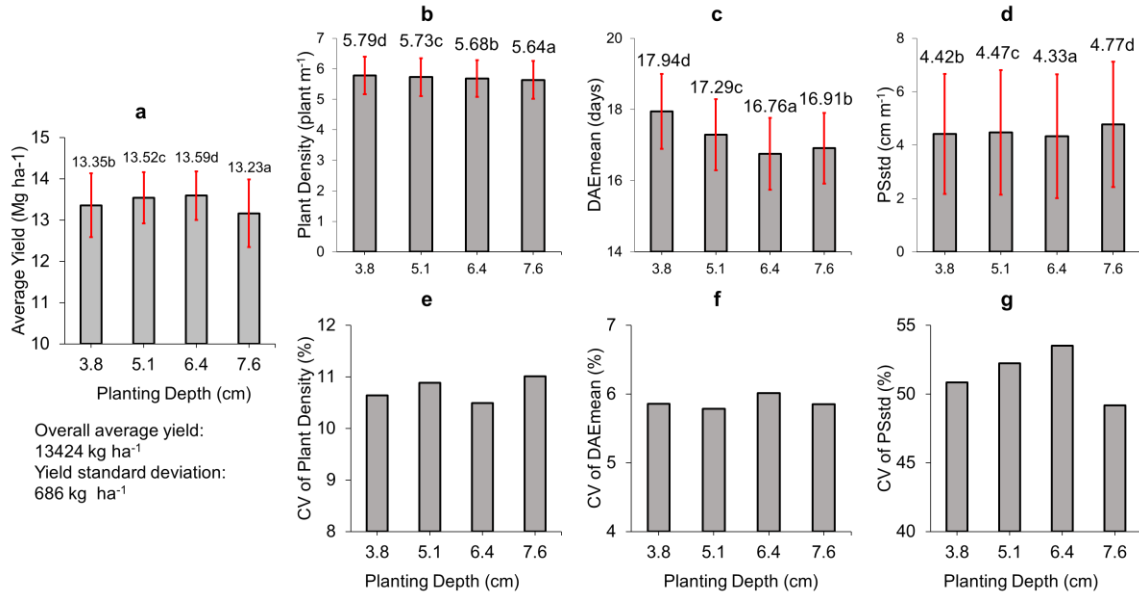 a
Average Yield (Mg ha-1)
15
14
13
12
11
10
13.35b
13.52c
13.59d
13.23a
3.8
5.1
6.4
7.6
Planting Depth (cm)
Overall average yield:
13424 kg ha-1
Yield standard deviation:
686 kg ha-1
b
Plant Density (plant m-1)
8
7
6
5
4
3
2
1
0
5.79d
5.73c
5.68b
5.64a
3.8
5.1
6.4
7.6
c
DAEmean (days)
20
18
16
14
17.94d
17.29c
16.76a
16.91b
3.8
5.1
6.4
7.6
d
PSstd (cm m-1)
8
6
4
2
0
4.42b
4.47c
4.33a
4.77d
3.8
5.1
6.4
7.6
e
CV of Plant Density (%)
12
11
10
9
8
3.8
5.1
6.4
7.6
Planting Depth (cm)
f
CV of DAEmean (%)
7
6
5
4
3.8
5.1
6.4
7.6
Planting Depth (cm)
g
CV of PSstd (%)
55
52
49
46
43
40
3.8
5.1
6.4
7.6
Planting Depth (cm)